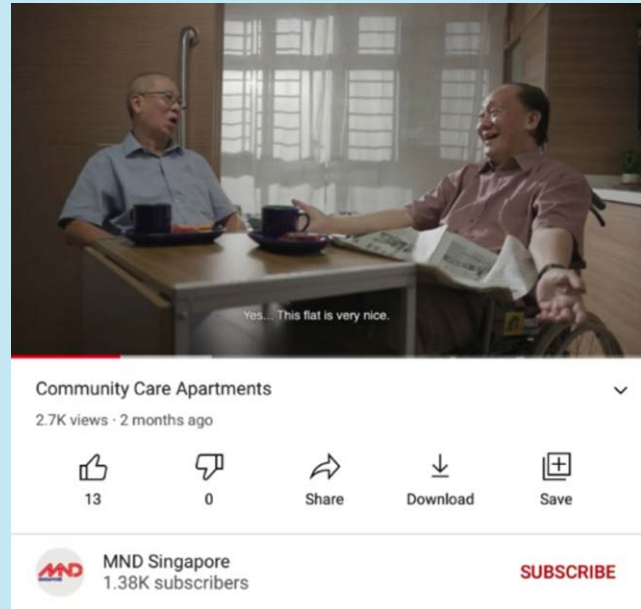 Yes... This flat is very nice.
Community Care Apartments
2.7K views · 2 months ago
13
0
Share
Download
Save
MND
SINGAPORE
MND Singapore
1.38K subscribers
SUBSCRIBE